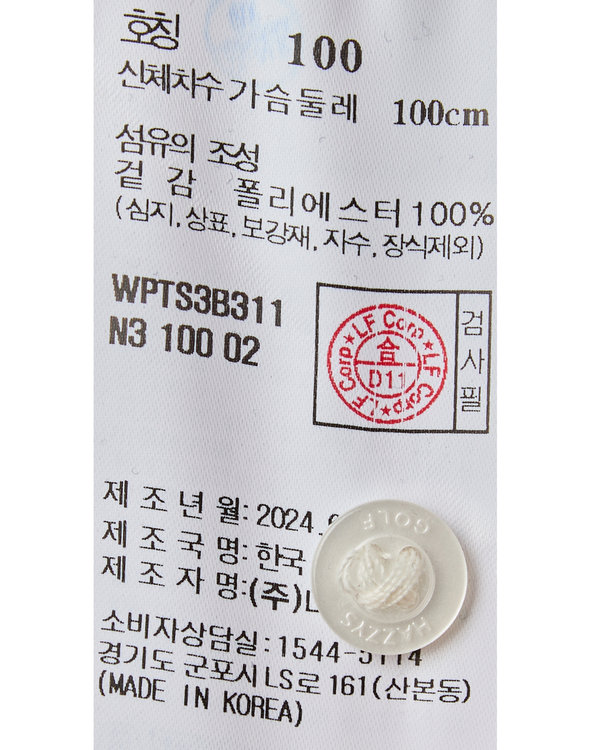 호칭 100
신체치수 가슴둘레 100cm
섬유의 조성
겉 감 폴리에스터 100%
(심지, 상표, 보강재, 자수, 장식제외)
WPTS3B311
N3 100 02
LF Corp★LF Corp★LF Corp★
합
D11
검사필
제 조 년 월: 2024.
제 조 국 명: 한국
제 조 자 명: (주)L
HAZZYS GOLF
소비자상담실: 1544-5114
경기도 군포시 LS로 161 (산본동)
(MADE IN KOREA)